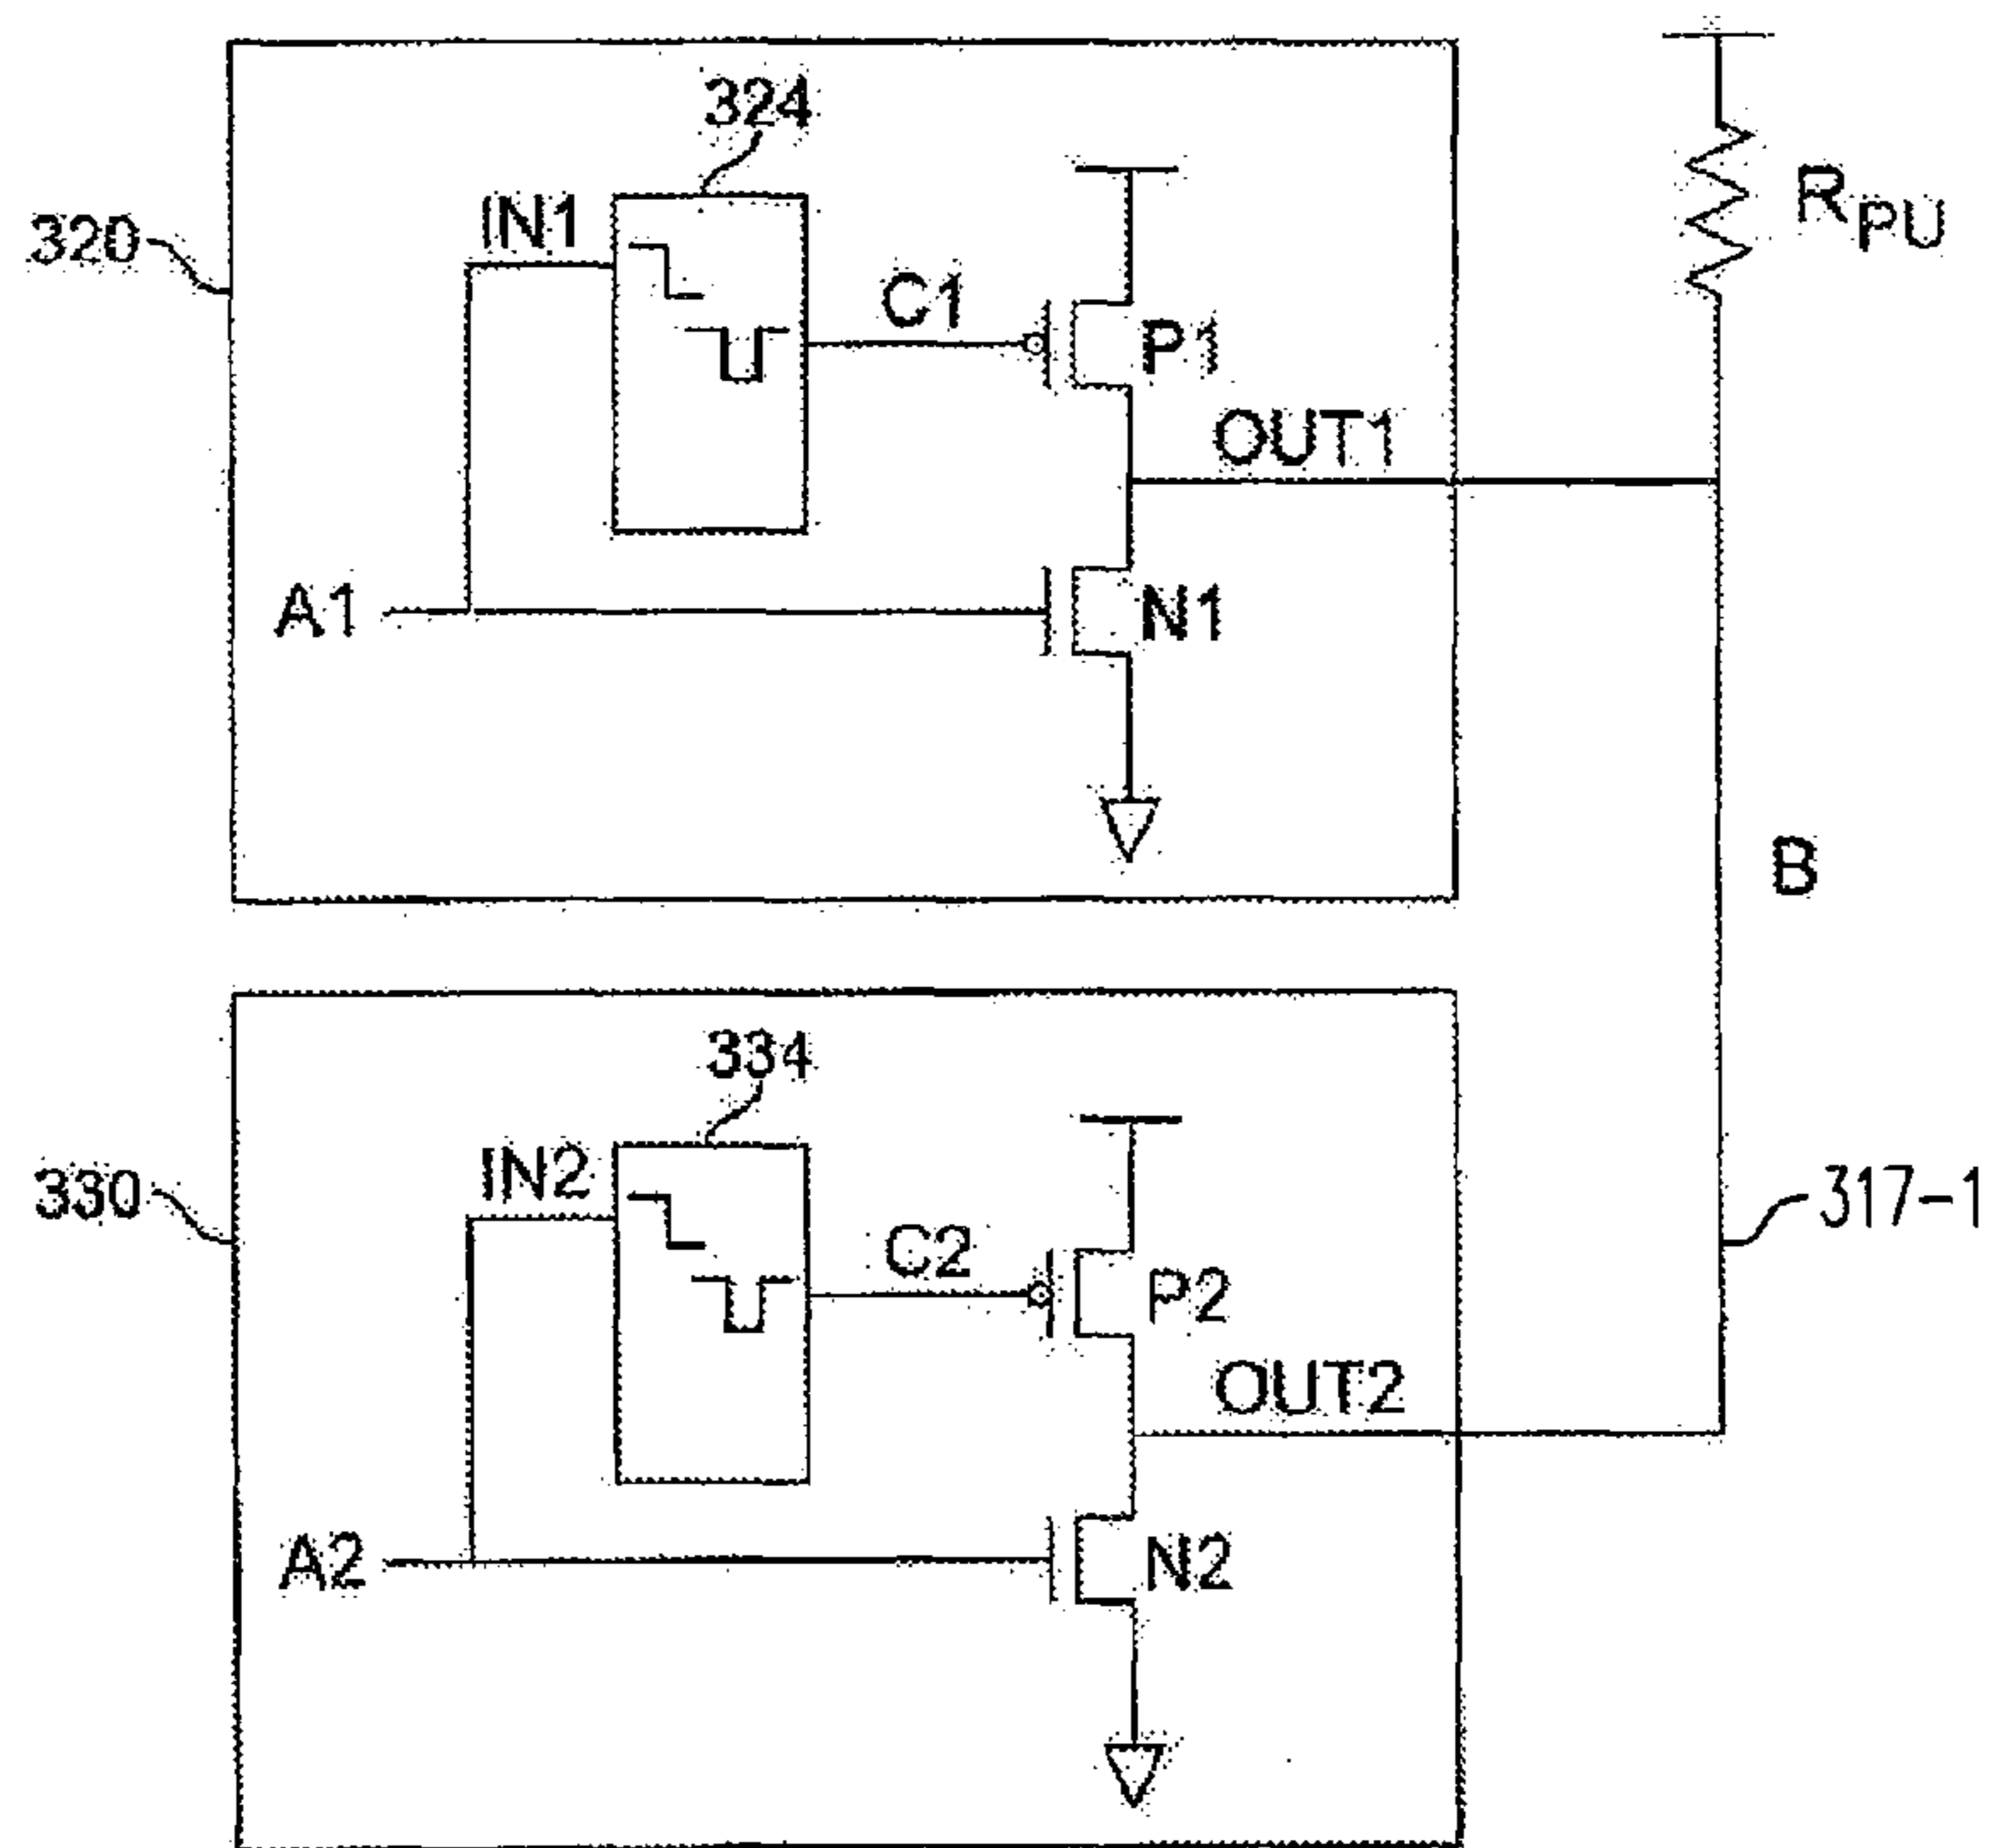 324
IN1
320
C1
P1
R PU
OUT1
A1
N1
B
334
IN2
330
C2
P2
317-1
OUT2
A2
N2